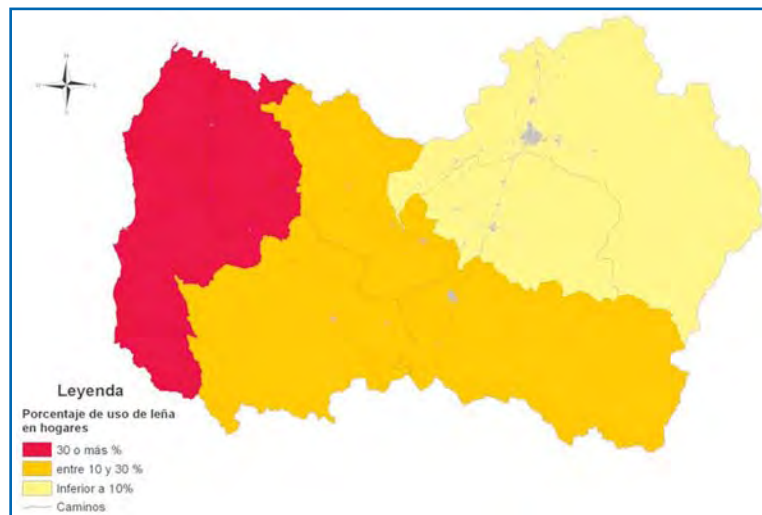 Leyenda
Porcentaje de uso de leña
en hogares
30 o más %
entre 10 y 30 %
Inferior a 10%
Caminos